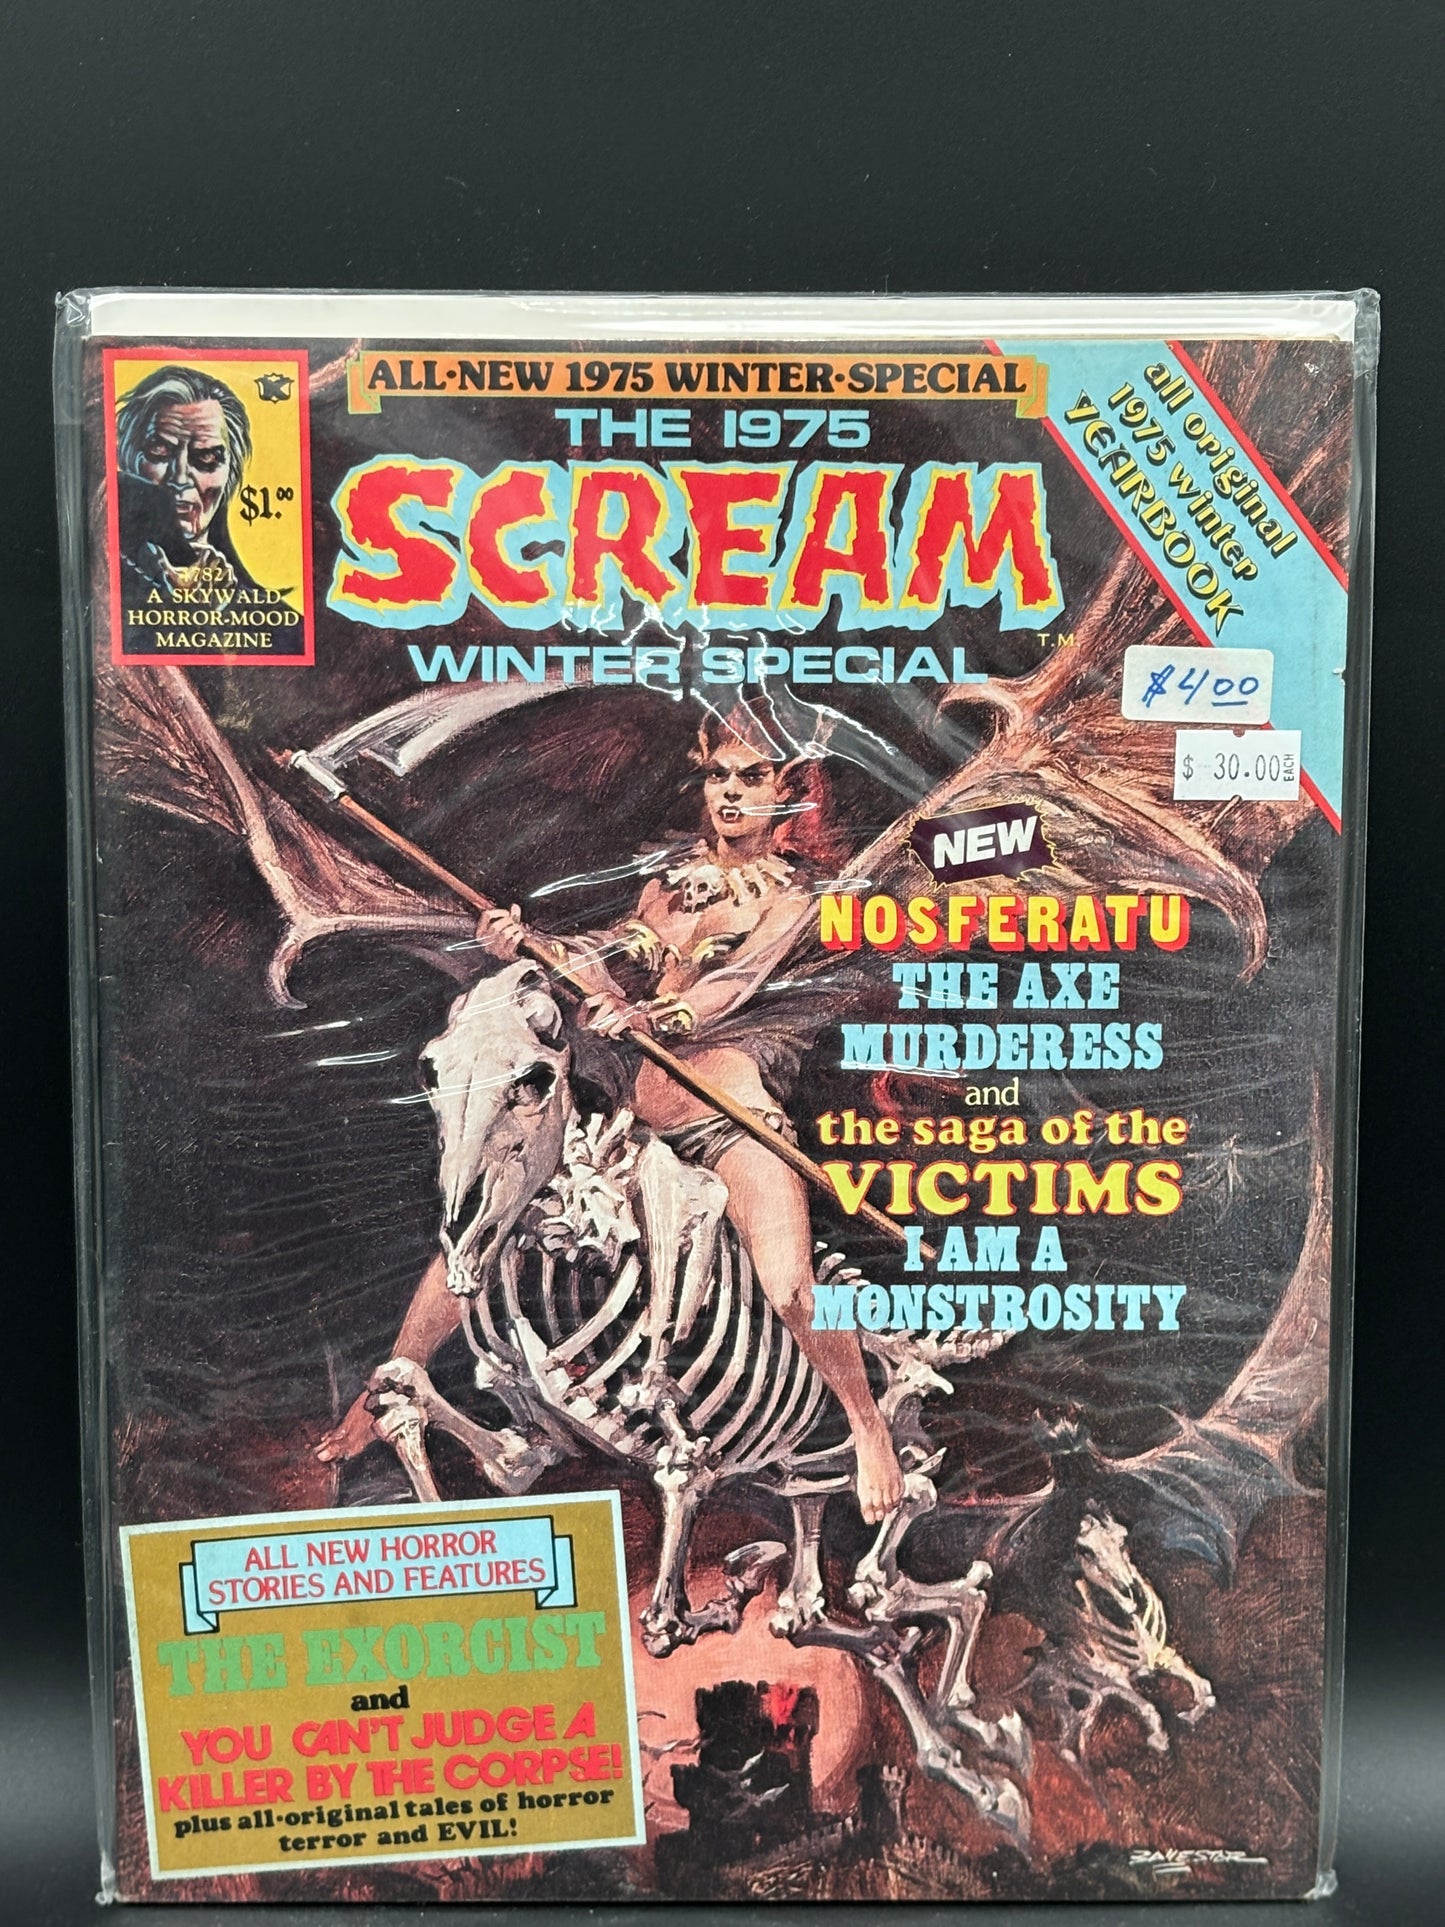 ALL·NEW 1975 WINTER·SPECIAL
THE 1975
SCREAM
T.M.
WINTER SPECIAL
$1.00
A SKYWALD
HORROR-MOOD
MAGAZINE
all original
1975 winter
YEARBOOK
$4.00
$ 30.00 EACH
NEW
NOSFERATU
THE AXE
MURDERESS
and
the saga of the
VICTIMS
I AM A
MONSTROSITY
ALL NEW HORROR
STORIES AND FEATURES
THE EXORCIST
and
YOU CAN'T JUDGE A
KILLER BY THE CORPSE!
plus all·original tales of horror
terror and EVIL!